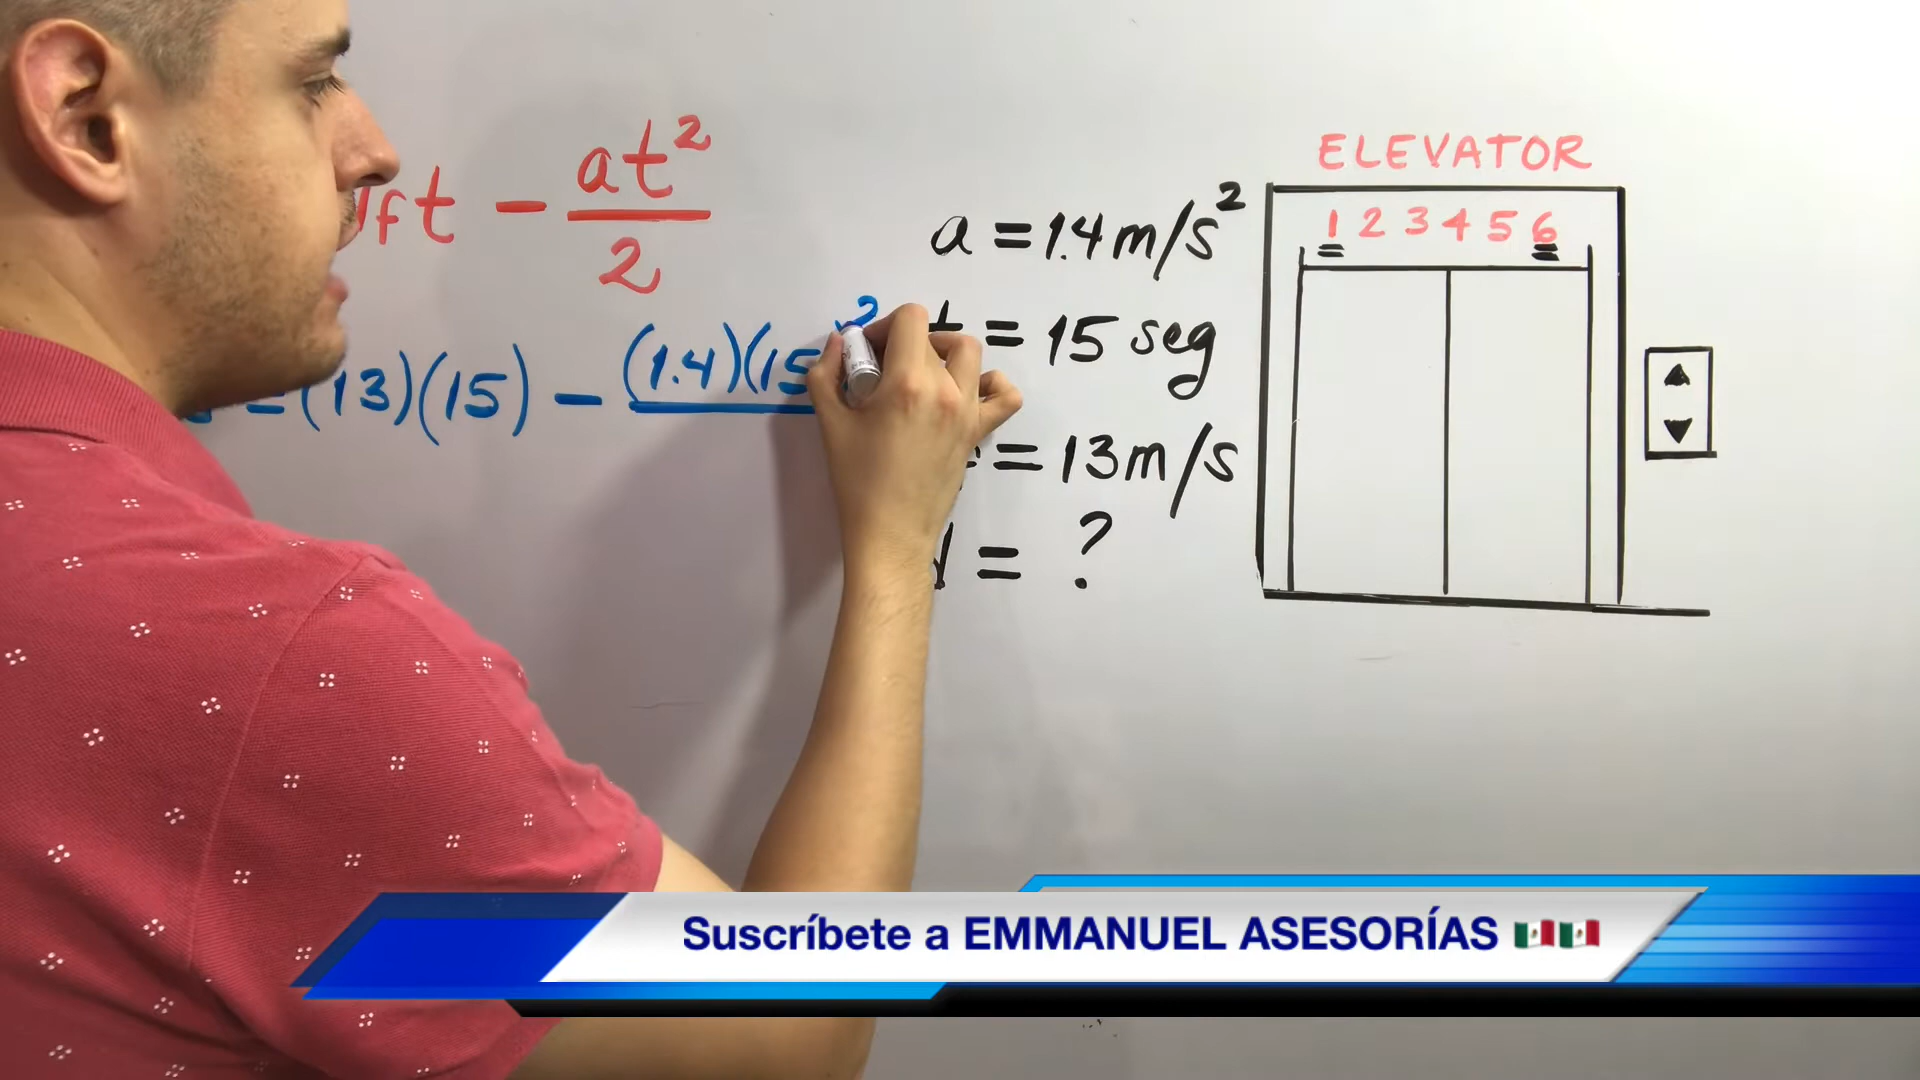 ft - at²/2
= (13)(15) - (1.4)(15)²
ELEVATOR
1 2 3 4 5 6
a = 1.4 m/s²
t = 15 seg
= 13 m/s
d = ?
Suscríbete a EMMANUEL ASESORÍAS 🇲🇽🇲🇽